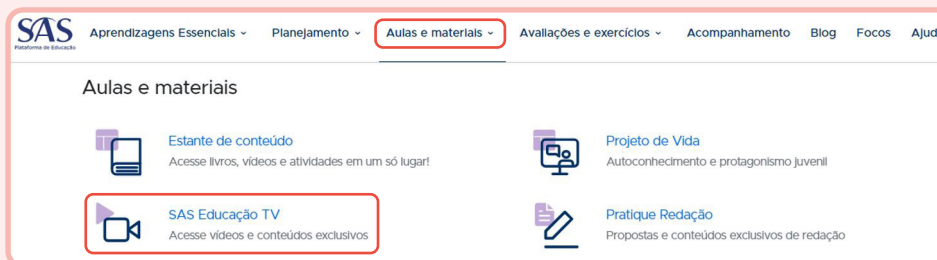 SAS
Plataforma de Educação
Aprendizagens Essenciais Planejamento Aulas e materiais Avaliações e exercícios Acompanhamento Blog Focos Ajud
Aulas e materiais
Estante de conteúdo
Acesse livros, vídeos e atividades em um só lugar!
Projeto de Vida
Autoconhecimento e protagonismo juvenil
SAS Educação TV
Acesse vídeos e conteúdos exclusivos
Pratique Redação
Propostas e conteúdos exclusivos de redação